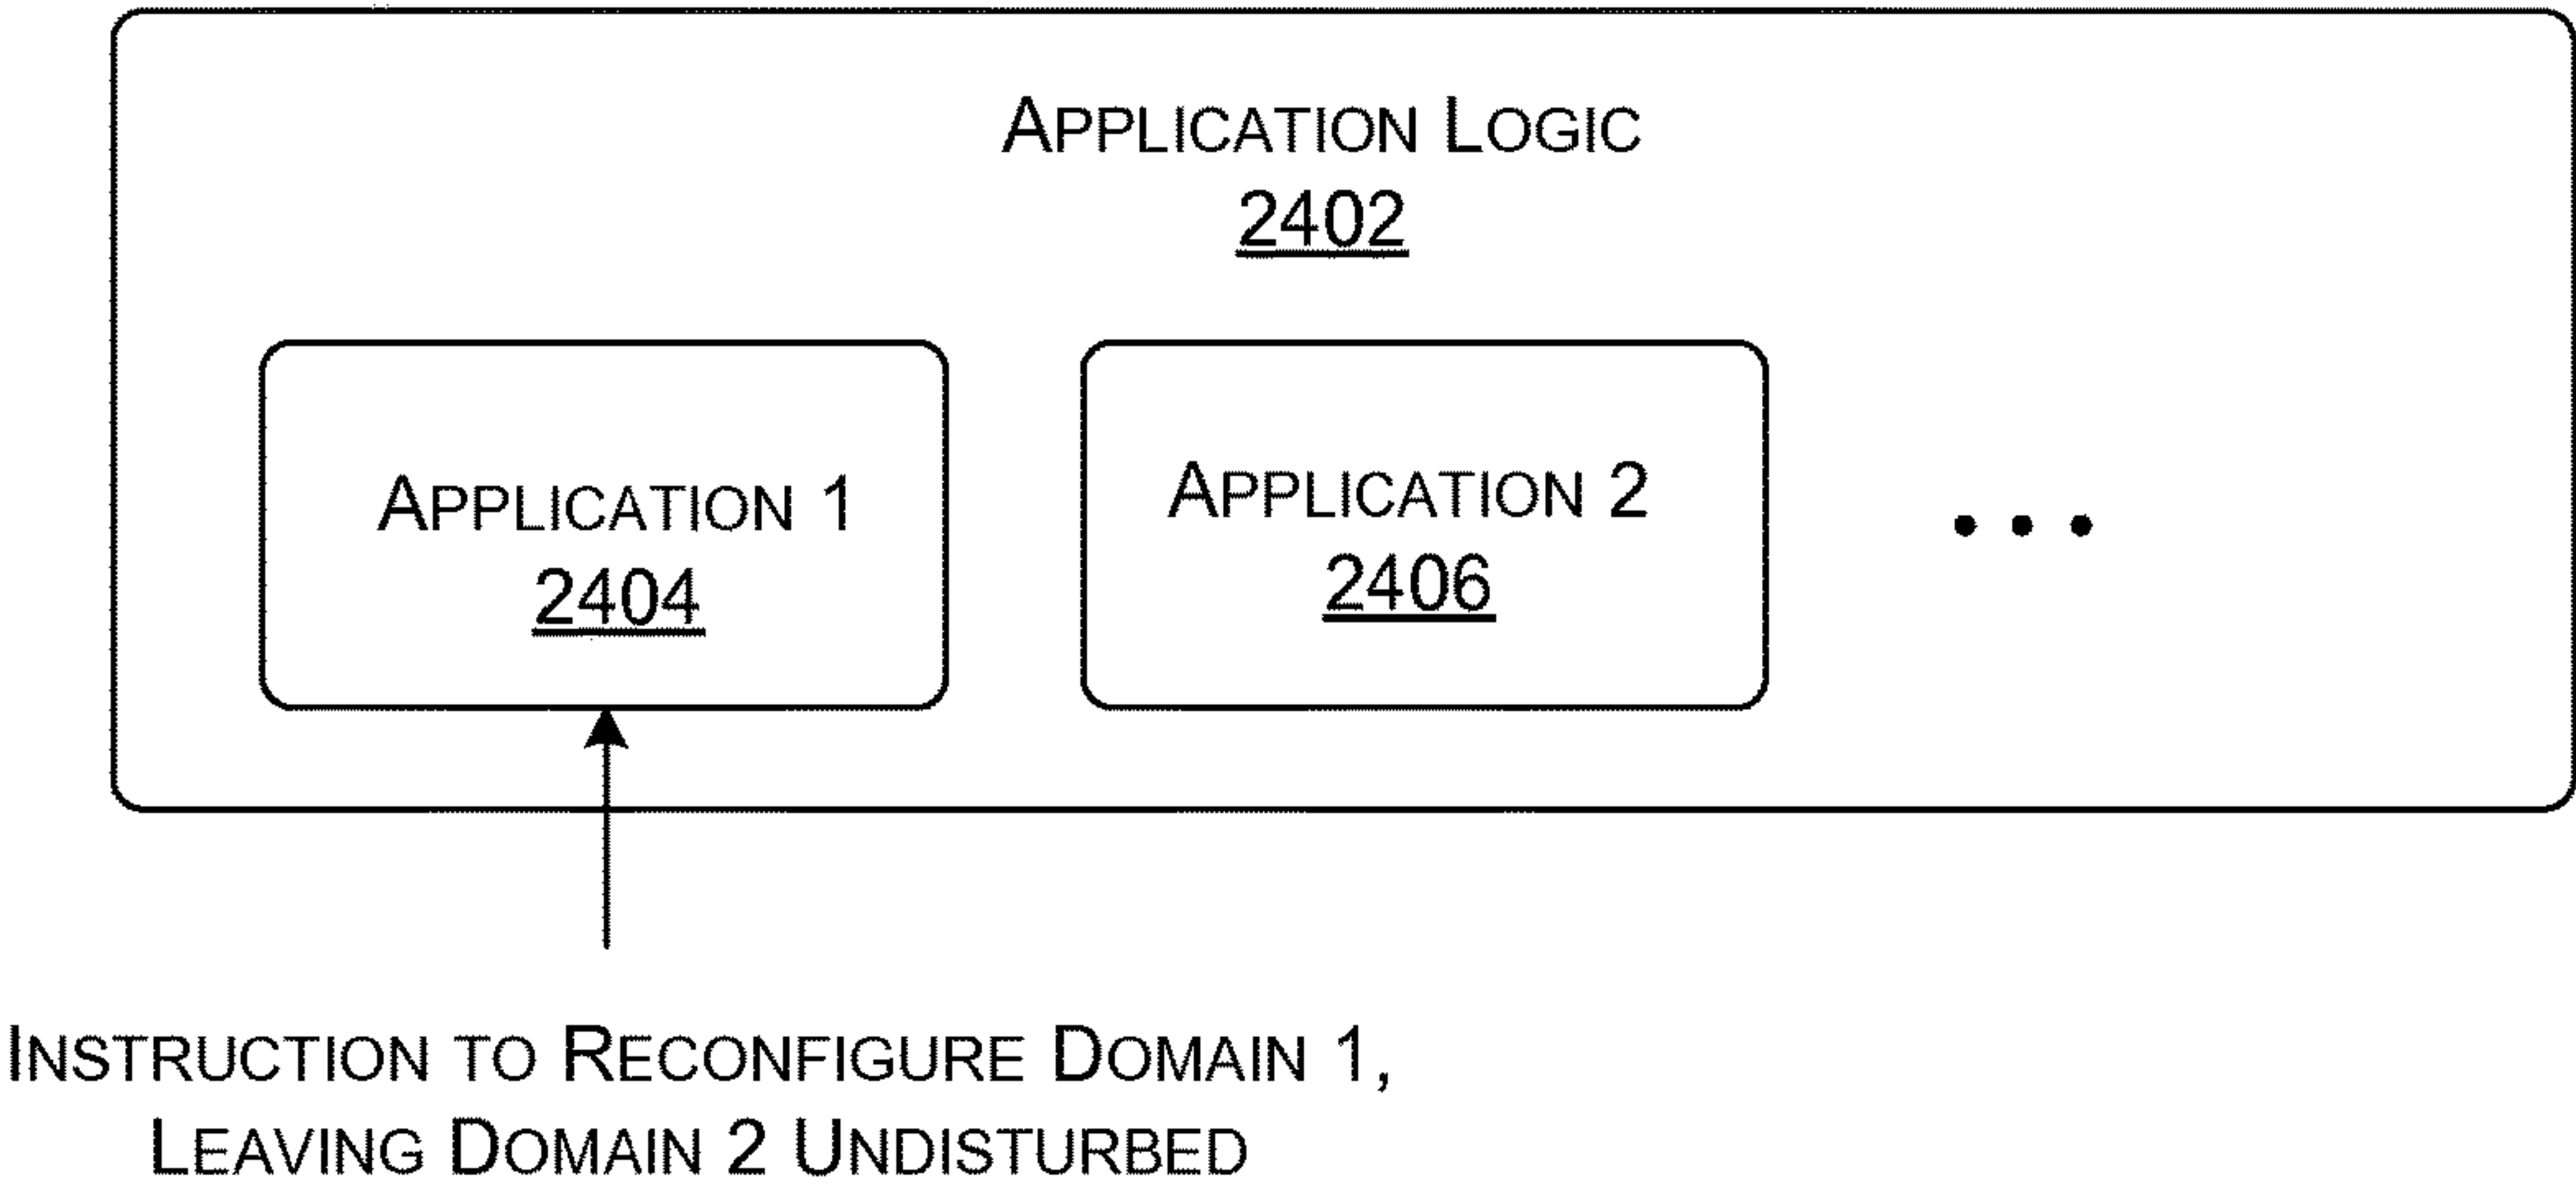 APPLICATION LOGIC
2402
APPLICATION 1
2404
APPLICATION 2
2406
• • •
INSTRUCTION TO RECONFIGURE DOMAIN 1,
LEAVING DOMAIN 2 UNDISTURBED